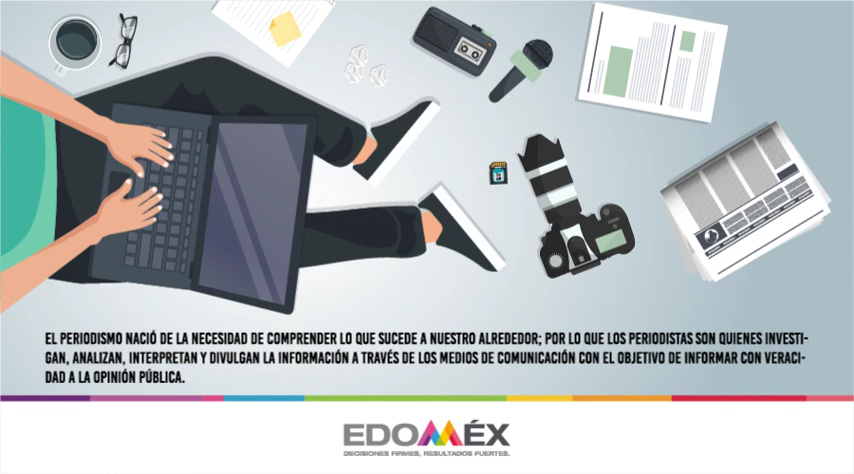 EL PERIODISMO NACIÓ DE LA NECESIDAD DE COMPRENDER LO QUE SUCEDE A NUESTRO ALREDEDOR; POR LO QUE LOS PERIODISTAS SON QUIENES INVESTI-
GAN, ANALIZAN, INTERPRETAN Y DIVULGAN LA INFORMACIÓN A TRAVÉS DE LOS MEDIOS DE COMUNICACIÓN CON EL OBJETIVO DE INFORMAR CON VERACI-
DAD A LA OPINIÓN PÚBLICA.
EDOMÉX
DECISIONES FIRMES, RESULTADOS FUERTES.